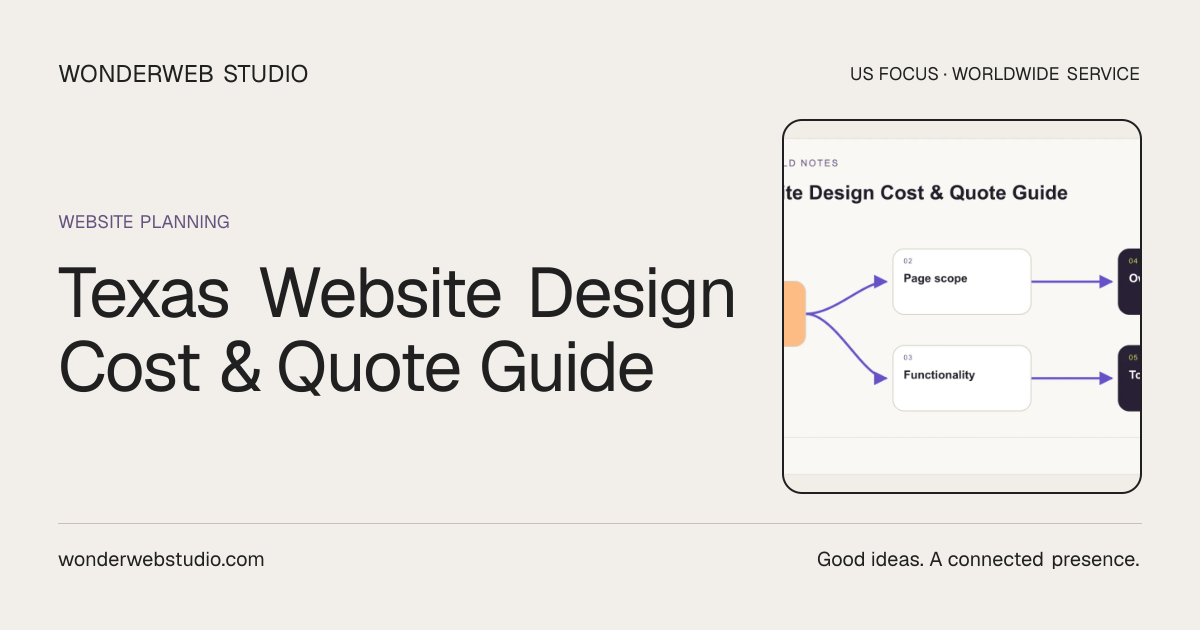 WONDERWEB STUDIO
US FOCUS · WORLDWIDE SERVICE
WEBSITE PLANNING
Texas Website Design
Cost & Quote Guide
LD NOTES
ite Design Cost & Quote Guide
02
Page scope
03
Functionality
04
05
wonderwebstudio.com
Good ideas. A connected presence.